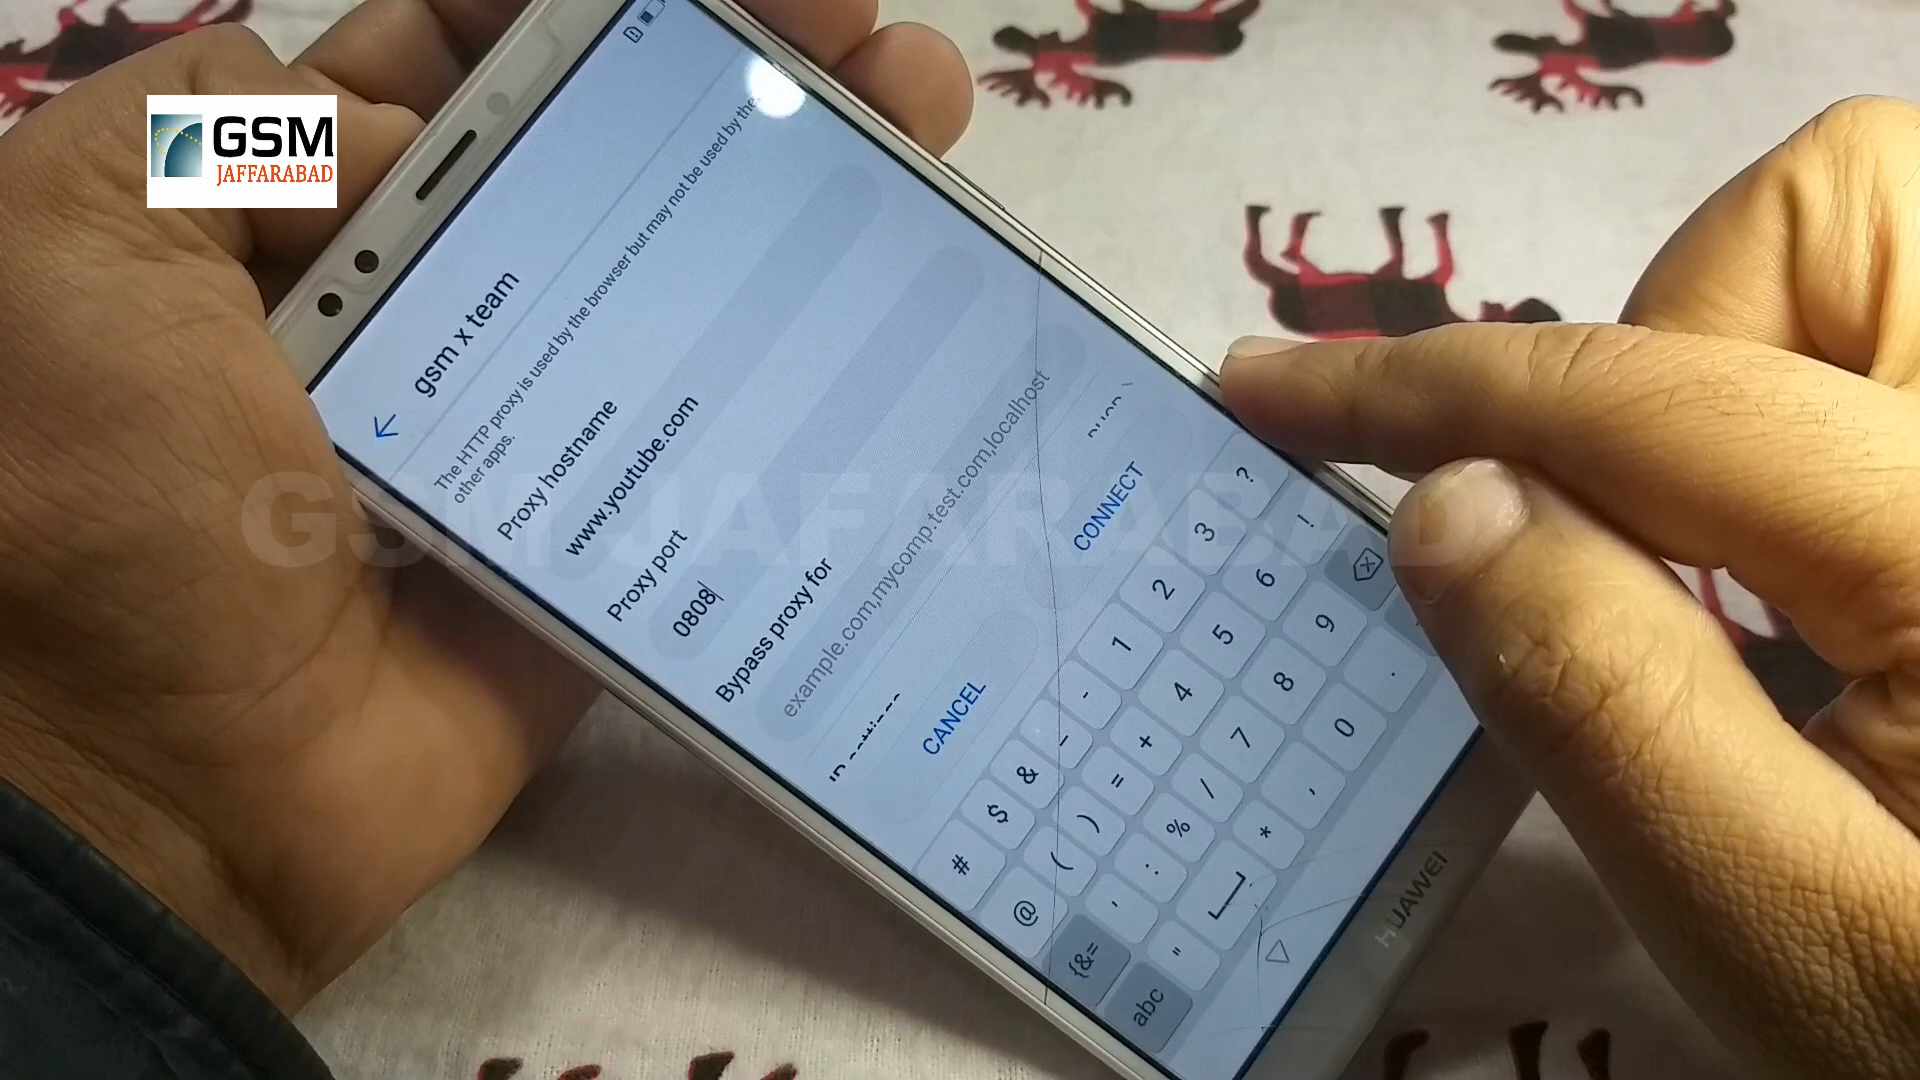 GSM
JAFFARABAD
gsm x team
The HTTP proxy is used by the browser but may not be used by the
other apps.
Proxy hostname
www.youtube.com
Proxy port
0808
Bypass proxy for
example.com,mycomp.test.com,localhost
CANCEL
CONNECT
# $ & _ - 1 2 3 ?
@ ( ) = + 4 5 6 !
{&= ' : % / 7 8 9
abc " * , 0 .
HUAWEI
GSM JAFARABAD